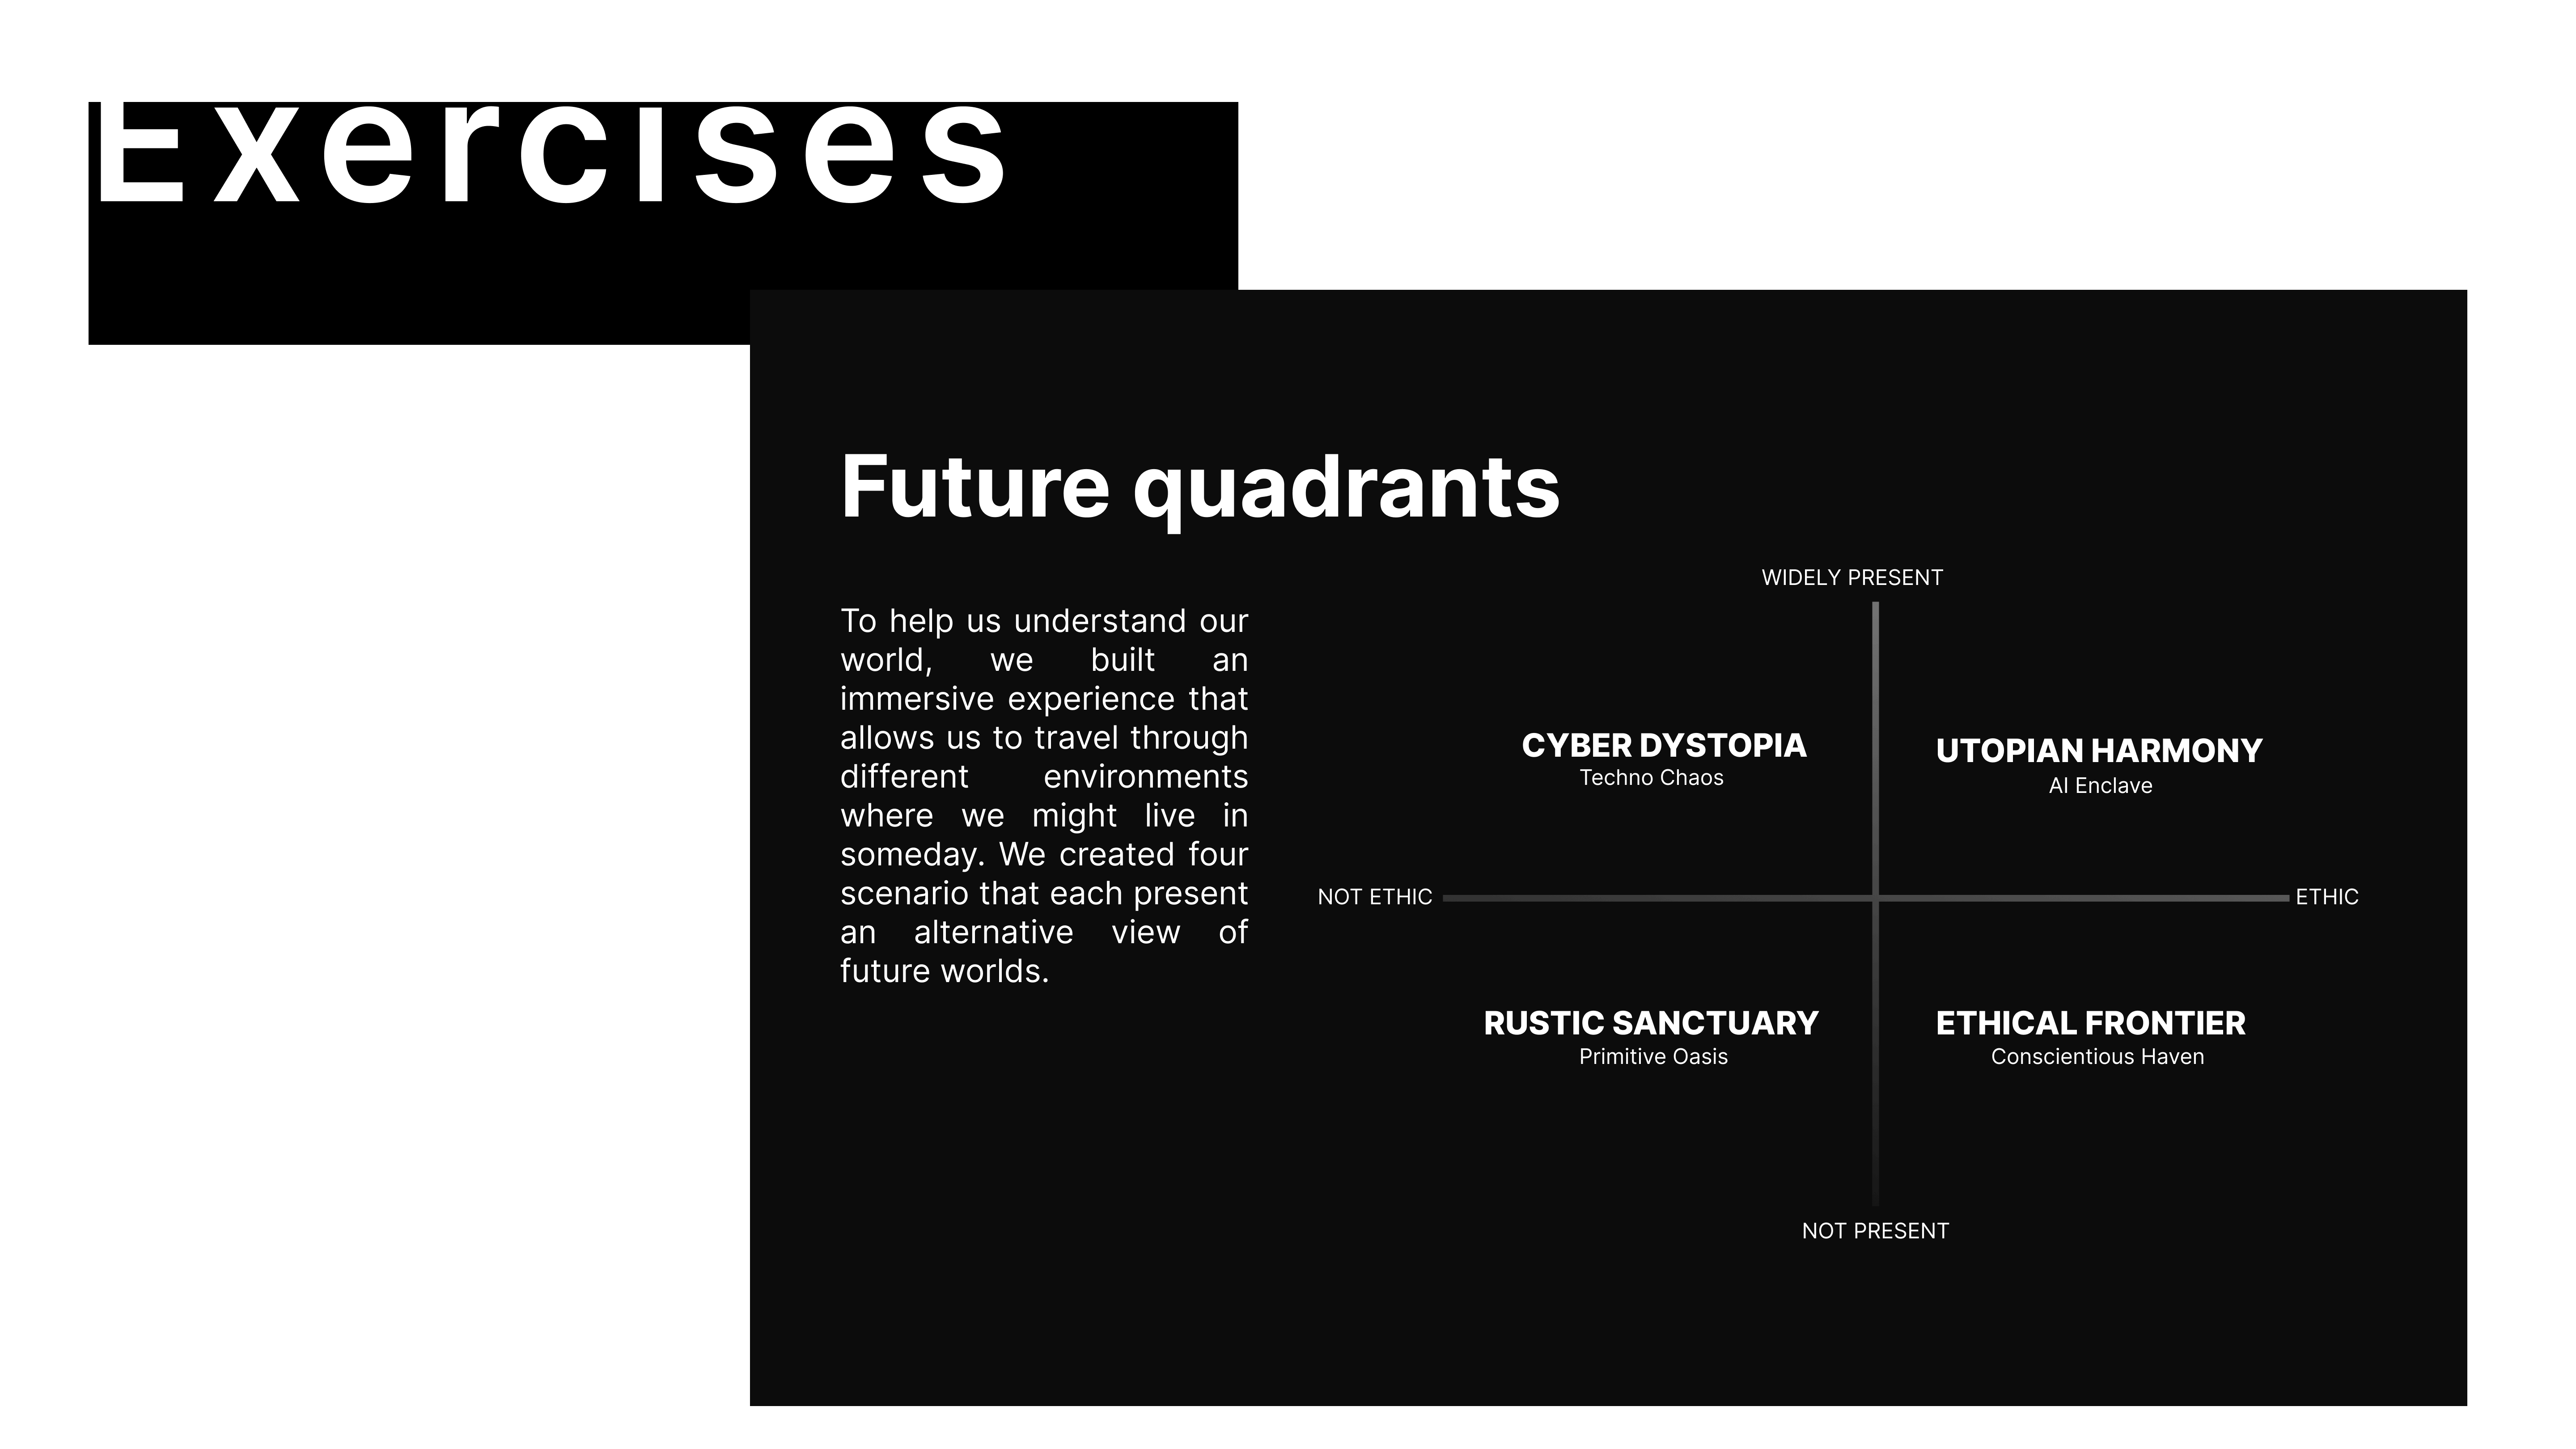 Exercises
Future quadrants
To help us understand our
world, we built an
immersive experience that
allows us to travel through
different environments
where we might live in
someday. We created four
scenario that each present
an alternative view of
future worlds.
WIDELY PRESENT
CYBER DYSTOPIA
Techno Chaos
UTOPIAN HARMONY
AI Enclave
NOT ETHIC
ETHIC
RUSTIC SANCTUARY
Primitive Oasis
ETHICAL FRONTIER
Conscientious Haven
NOT PRESENT